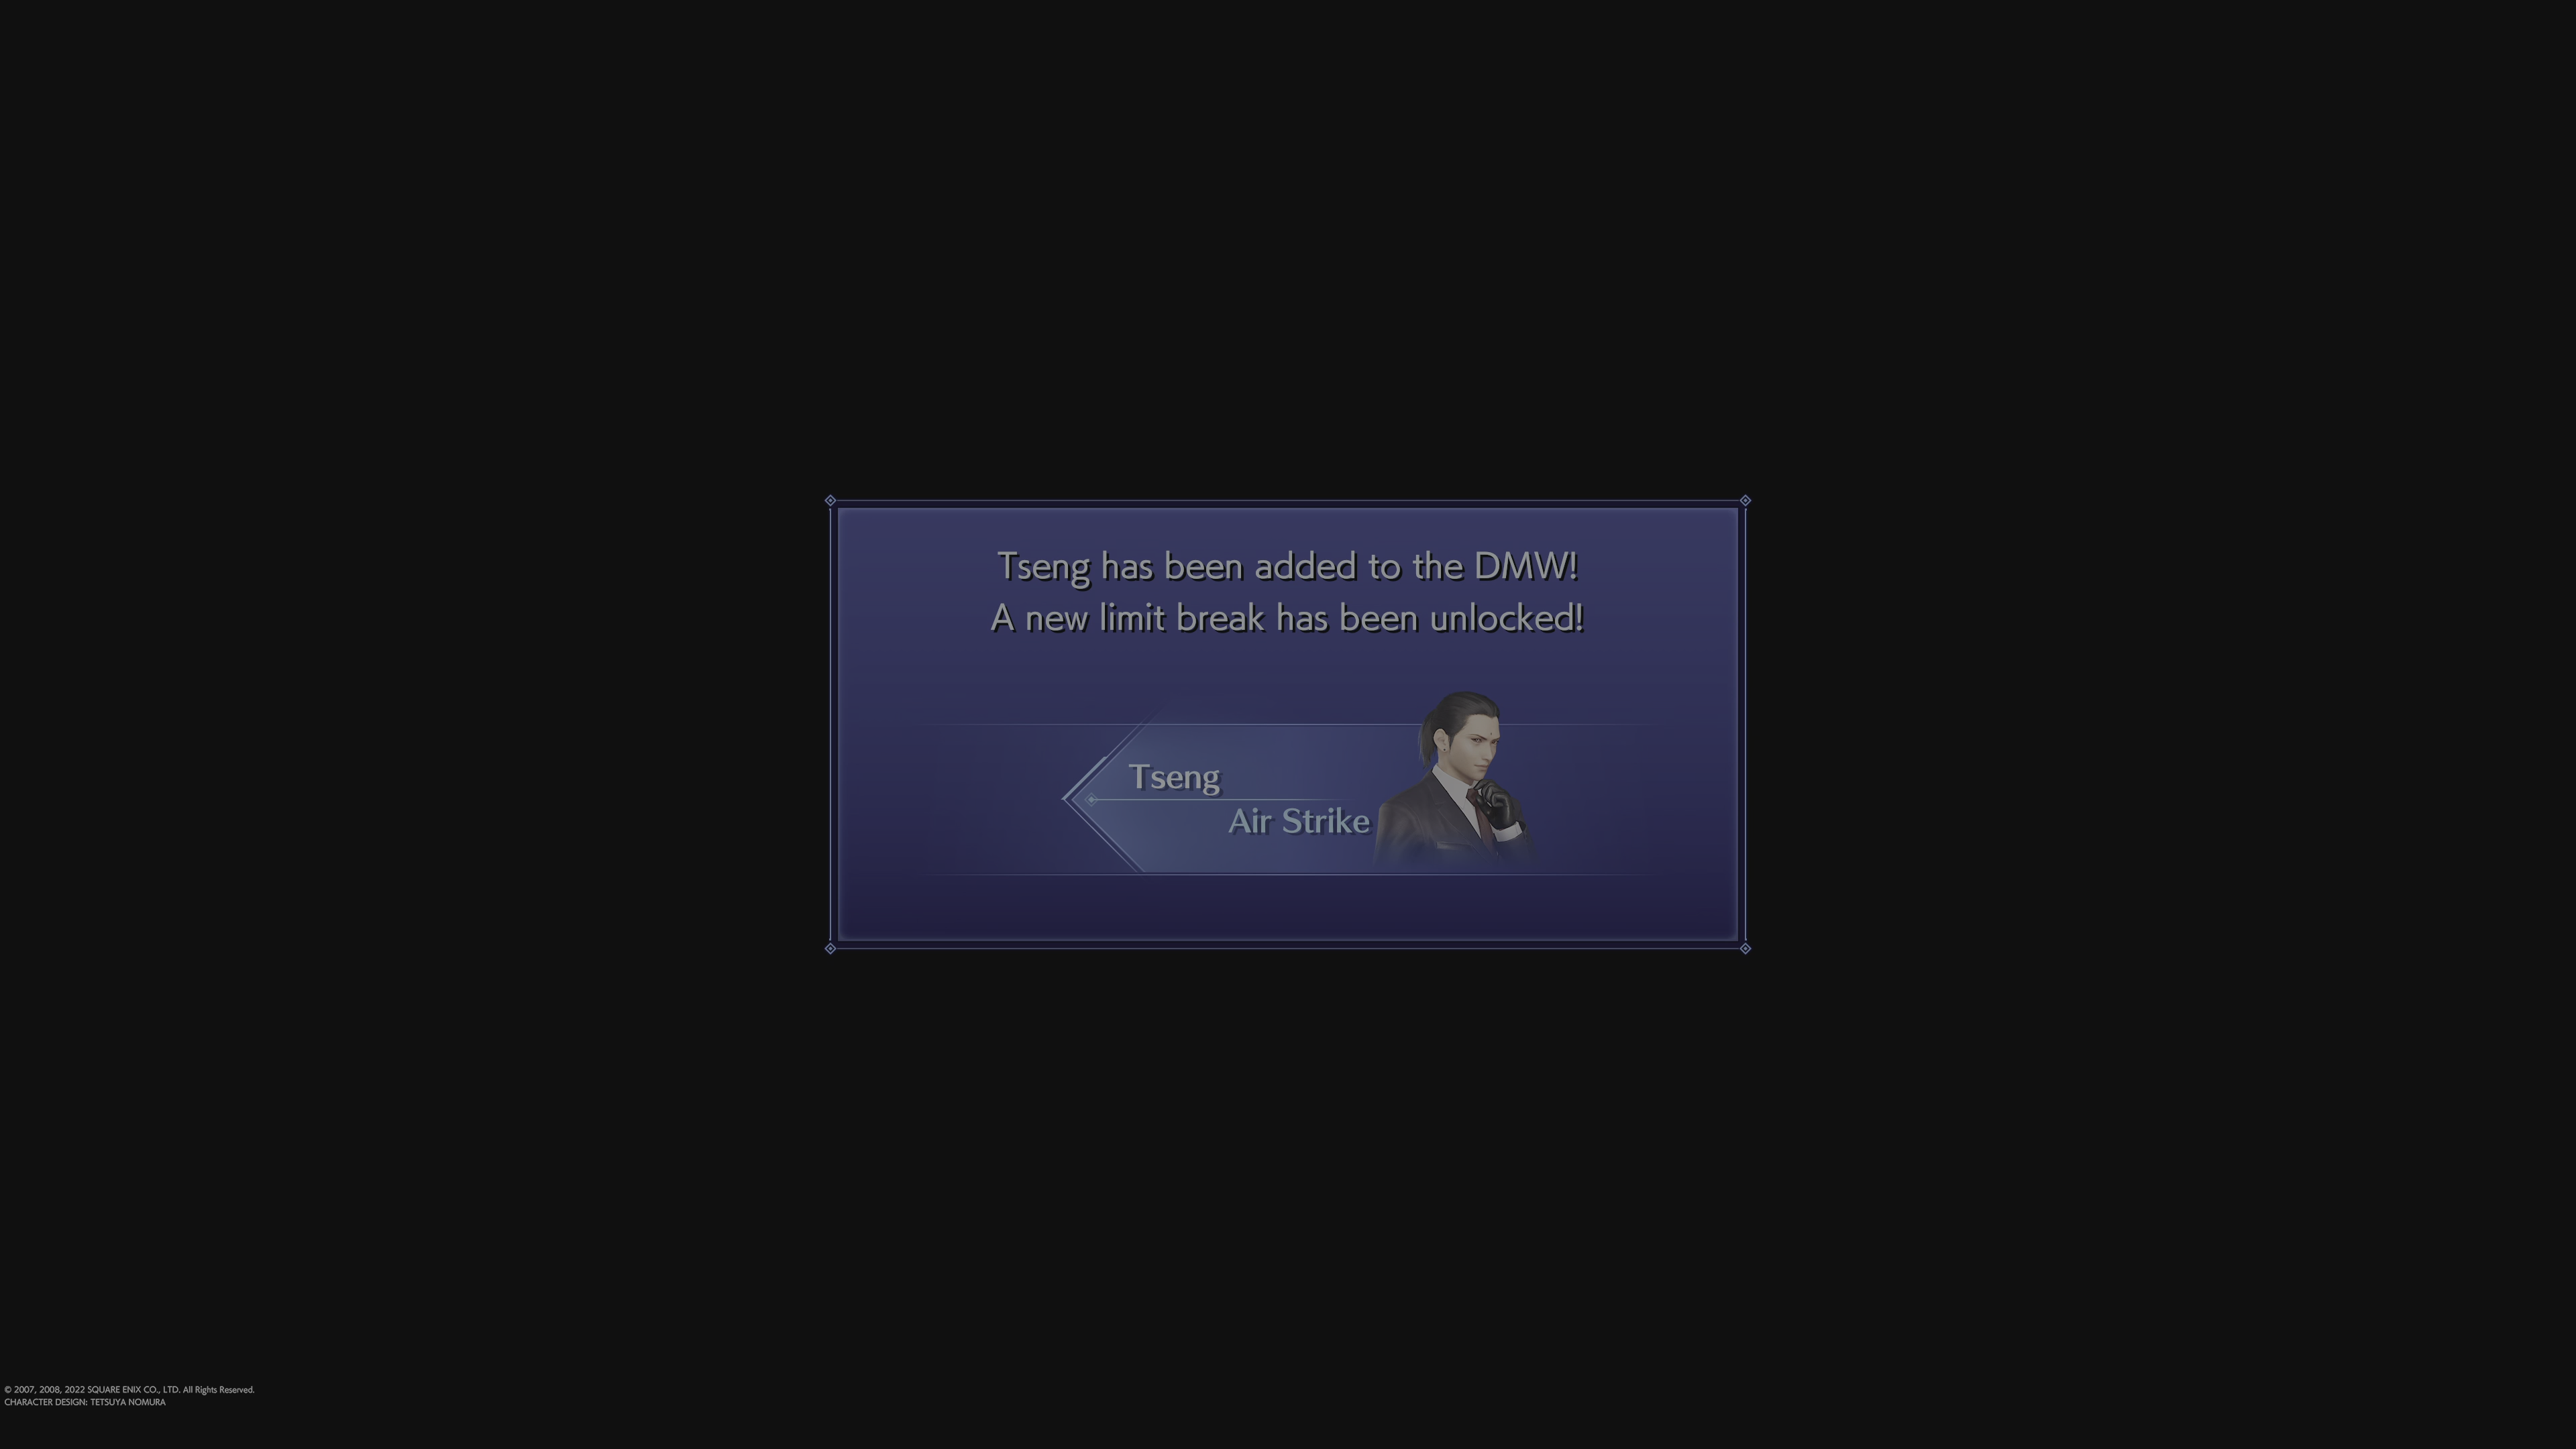 Tseng has been added to the DMW!
A new limit break has been unlocked!
Tseng
Air Strike
© 2007, 2008, 2022 SQUARE ENIX CO., LTD. All Rights Reserved.
CHARACTER DESIGN: TETSUYA NOMURA